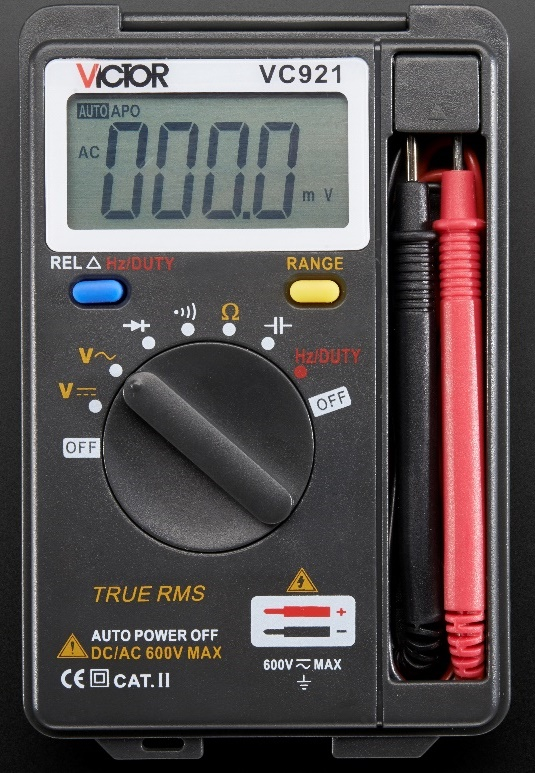 VICTOR VC921
AUTO APO
AC 000.0 m V
REL △ Hz/DUTY RANGE
Ω
V~ Hz/DUTY
V⎓ OFF
OFF
TRUE RMS
AUTO POWER OFF
DC/AC 600V MAX
CE CAT.II
+
−
600V⎓~ MAX